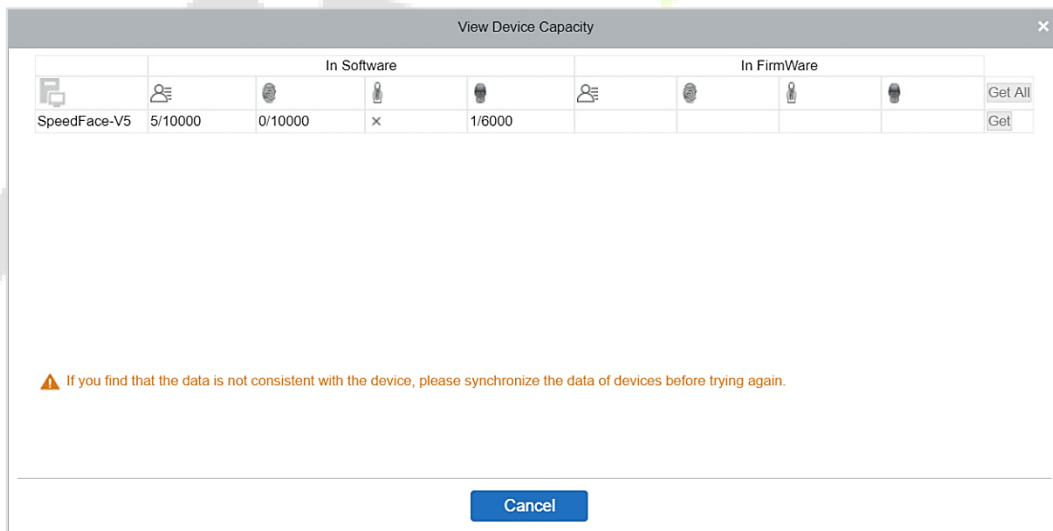 View Device Capacity
In Software In FirmWare
Get All
SpeedFace-V5 5/10000 0/10000 × 1/6000 Get
If you find that the data is not consistent with the device, please synchronize the data of devices before trying again.
Cancel